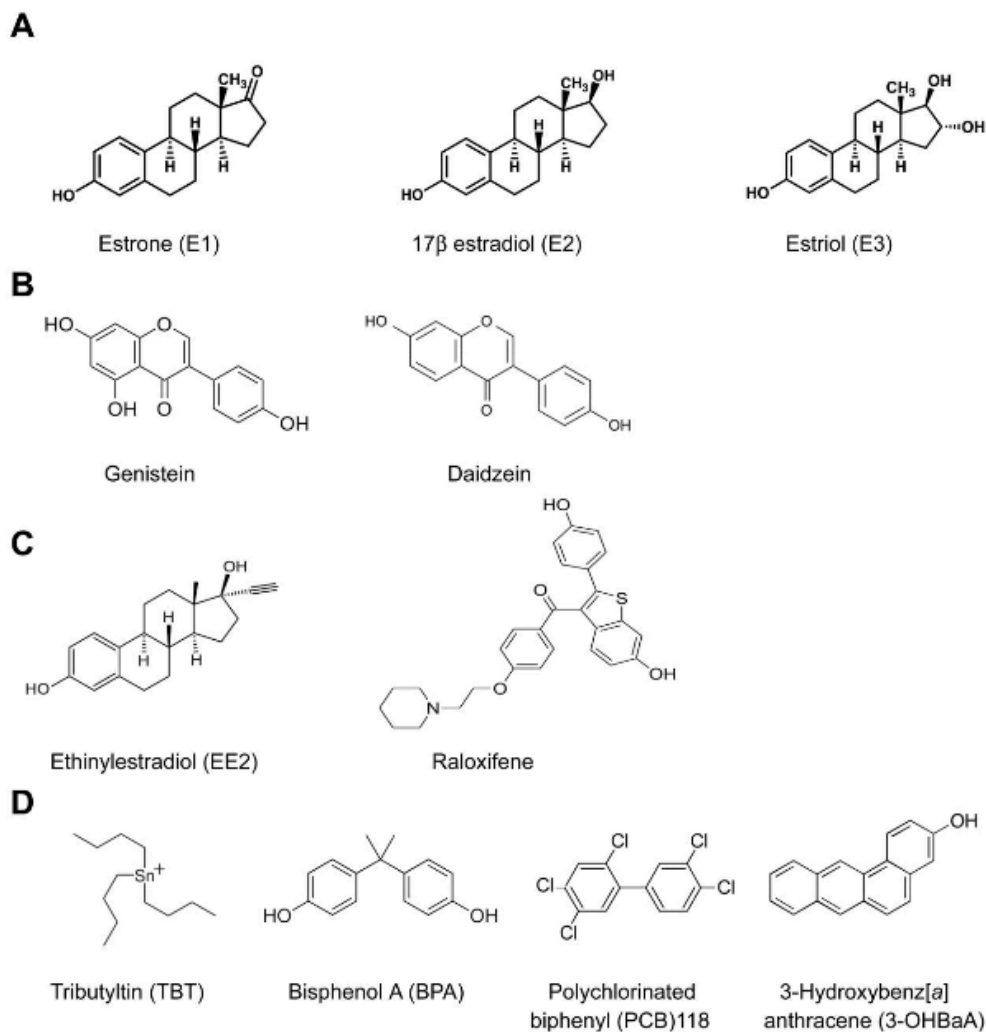 A
CH₃
O
H
H
H
HO
Estrone (E1)
CH₃
OH
H
H
H
HO
17β estradiol (E2)
CH₃
OH
OH
H
H
H
HO
Estriol (E3)
B
HO
O
OH
O
OH
Genistein
HO
O
O
OH
Daidzein
C
OH
H
H
H
HO
Ethinylestradiol (EE2)
HO
O
S
OH
O
N
Raloxifene
D
Sn+
Tributyltin (TBT)
HO
OH
Bisphenol A (BPA)
Cl
Cl
Cl
Cl
Cl
Polychlorinated
biphenyl (PCB)118
OH
3-Hydroxybenz[a]
anthracene (3-OHBaA)